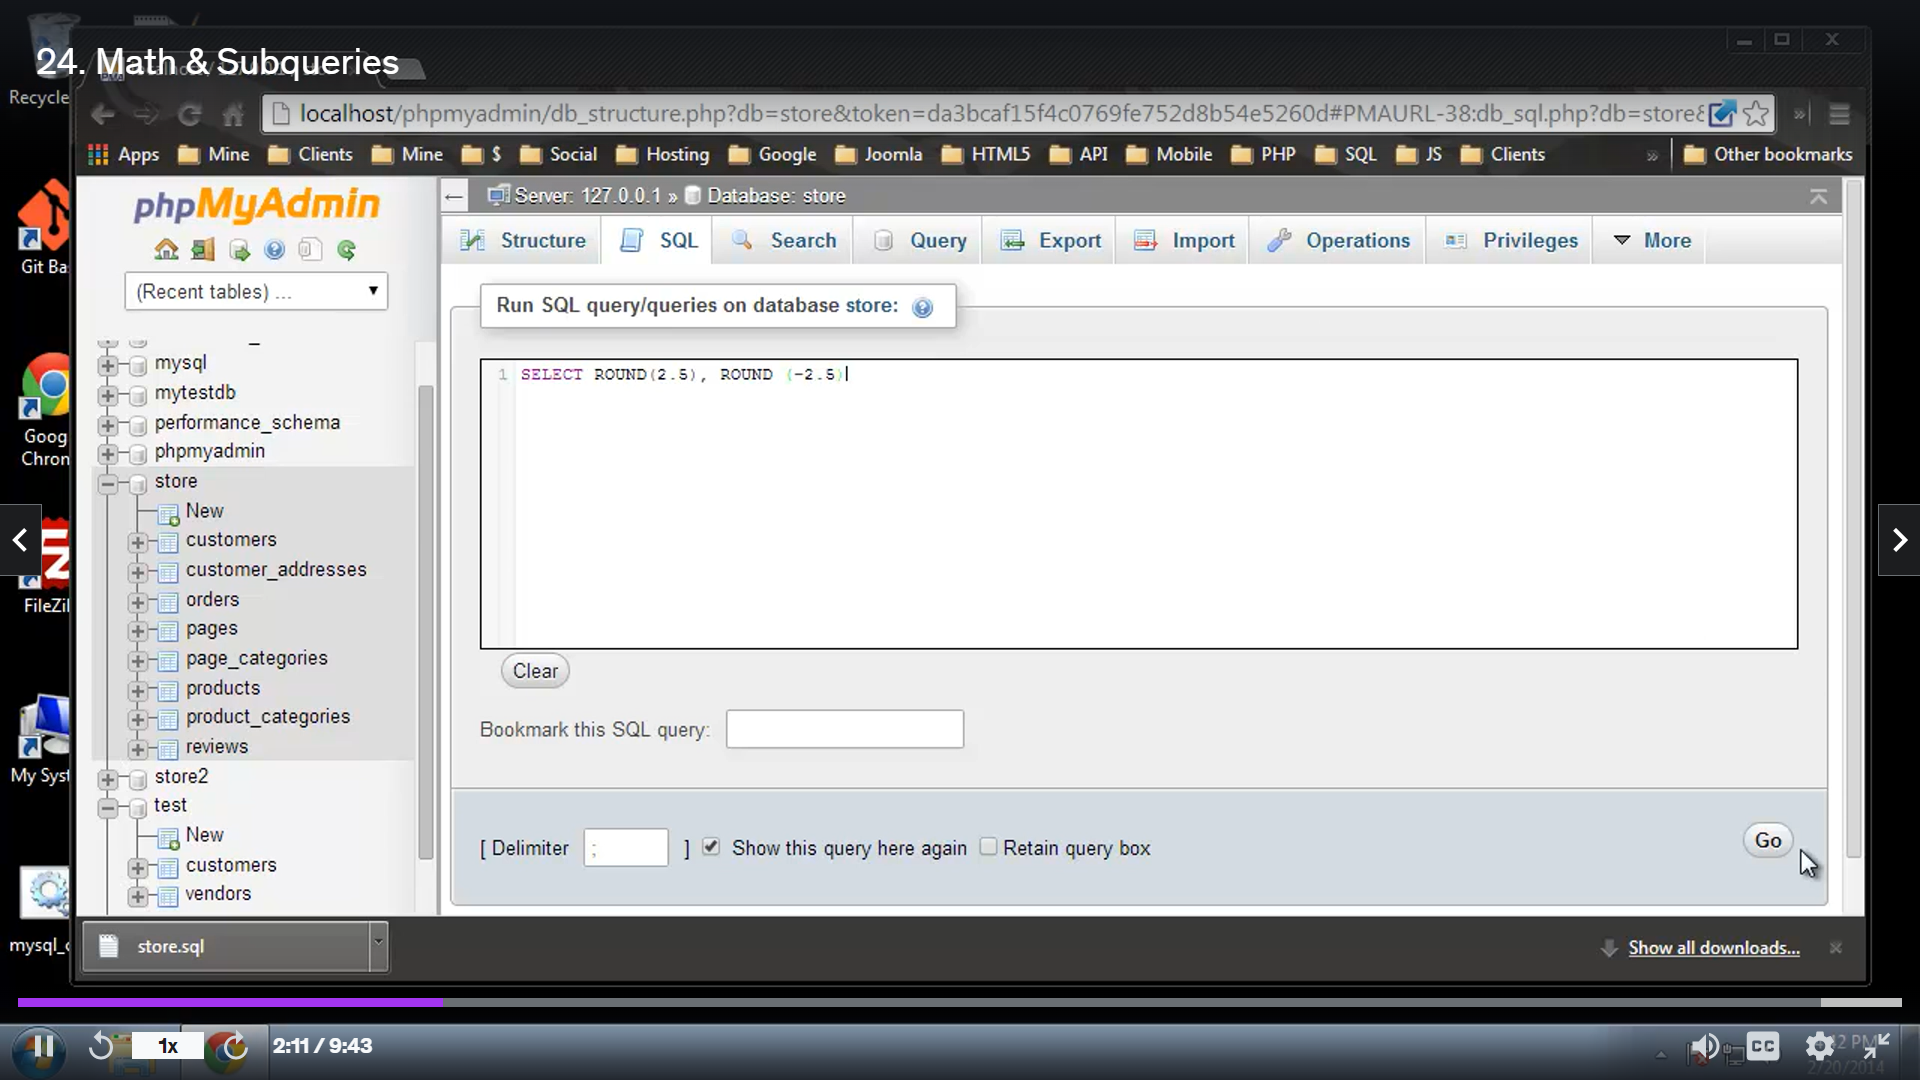 24. Math & Subqueries
Recycle
localhost/phpmyadmin/db_structure.php?db=store&token=da3bcaf15f4c0769fe752d8b54e5260d#PMAURL-38:db_sql.php?db=store&
Apps Mine Clients Mine $ Social Hosting Google Joomla HTML5 API Mobile PHP SQL JS Clients » Other bookmarks
phpMyAdmin
Server: 127.0.0.1 » Database: store
Structure SQL Search Query Export Import Operations Privileges More
Git Ba
(Recent tables) ...
Run SQL query/queries on database store:
1 SELECT ROUND(2.5), ROUND (-2.5)
mysql
mytestdb
performance_schema
phpmyadmin
store
New
customers
customer_addresses
orders
pages
page_categories
products
product_categories
reviews
store2
test
New
customers
vendors
Goog
Chron
FileZil
My Syst
mysql_c
Clear
Bookmark this SQL query:
[ Delimiter ; ] Show this query here again Retain query box
Go
store.sql
Show all downloads...
1x
2:11 / 9:43
CC
2/20/2014